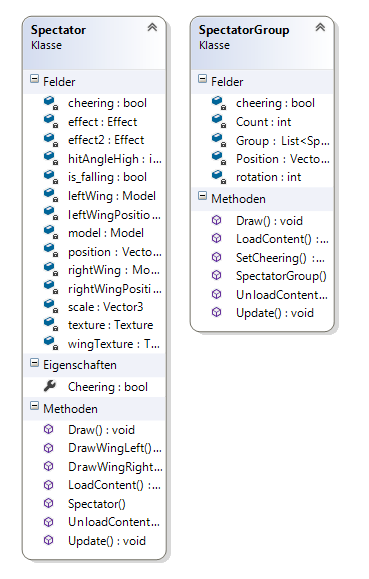 Spectator
Klasse
Felder
cheering : bool
effect : Effect
effect2 : Effect
hitAngleHigh : i...
is_falling : bool
leftWing : Model
leftWingPositio...
model : Model
position : Vecto...
rightWing : Mo...
rightWingPositi...
scale : Vector3
texture : Texture
wingTexture : T...
Eigenschaften
Cheering : bool
Methoden
Draw() : void
DrawWingLeft()...
DrawWingRight...
LoadContent() :...
Spectator()
UnloadContent...
Update() : void
SpectatorGroup
Klasse
Felder
cheering : bool
Count : int
Group : List<Sp...
Position : Vecto...
rotation : int
Methoden
Draw() : void
LoadContent() :...
SetCheering() :...
SpectatorGroup()
UnloadContent...
Update() : void